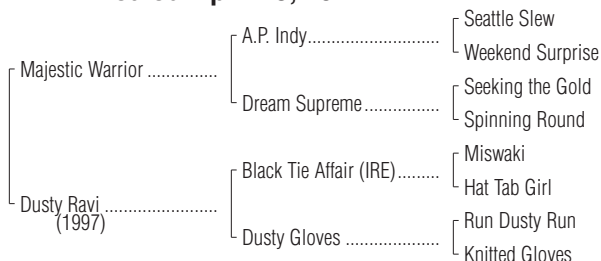 Seattle Slew
A.P. Indy
Weekend Surprise
Majestic Warrior
Seeking the Gold
Dream Supreme
Spinning Round
Miswaki
Black Tie Affair (IRE)
Hat Tab Girl
Dusty Ravi
(1997)
Run Dusty Run
Dusty Gloves
Knitted Gloves